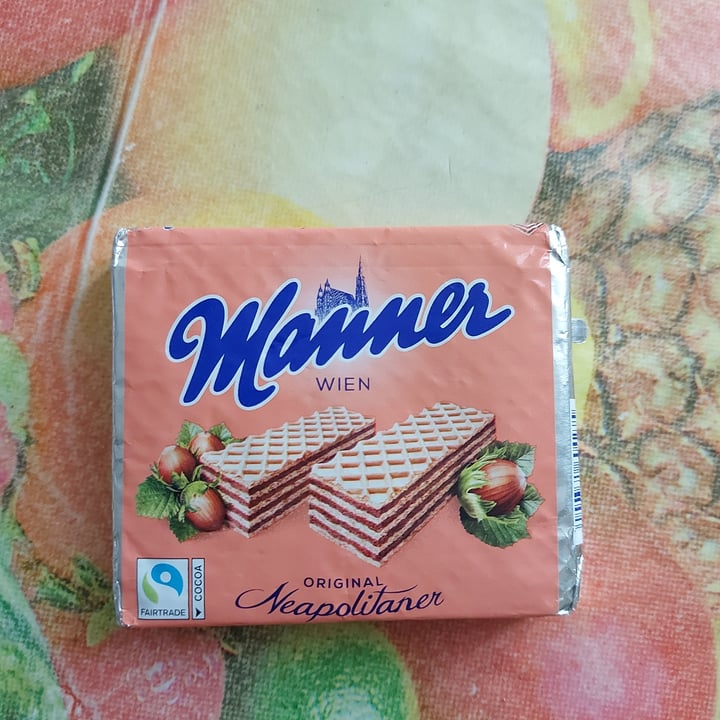 Manner
WIEN
ORIGINAL
Neapolitaner
FAIRTRADE
COCOA